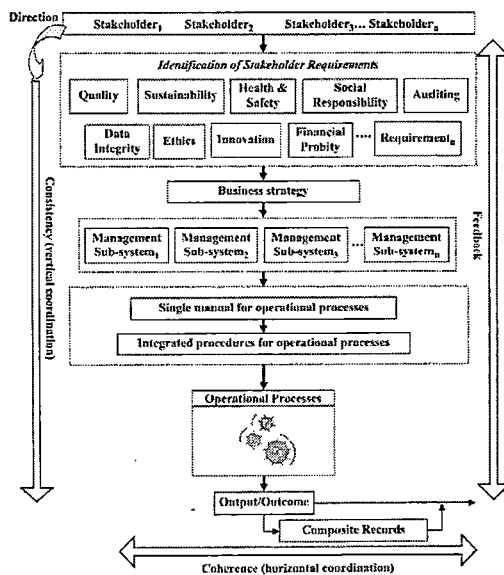 Direction
Stakeholder1 Stakeholder2 Stakeholder3... Stakeholdern
Identification of Stakeholder Requirements
Quality
Sustainability
Health &
Safety
Social
Responsibility
Auditing
Data
Integrity
Ethics
Innovation
Financial
Probity
....
Requirementn
Business strategy
Management
Sub-system1
Management
Sub-system2
Management
Sub-system3
...
Management
Sub-systemn
Single manual for operational processes
Integrated procedures for operational processes
Operational Processes
Output/Outcome
Composite Records
Coherence (horizontal coordination)
Consistency (vertical coordination)
Feedback